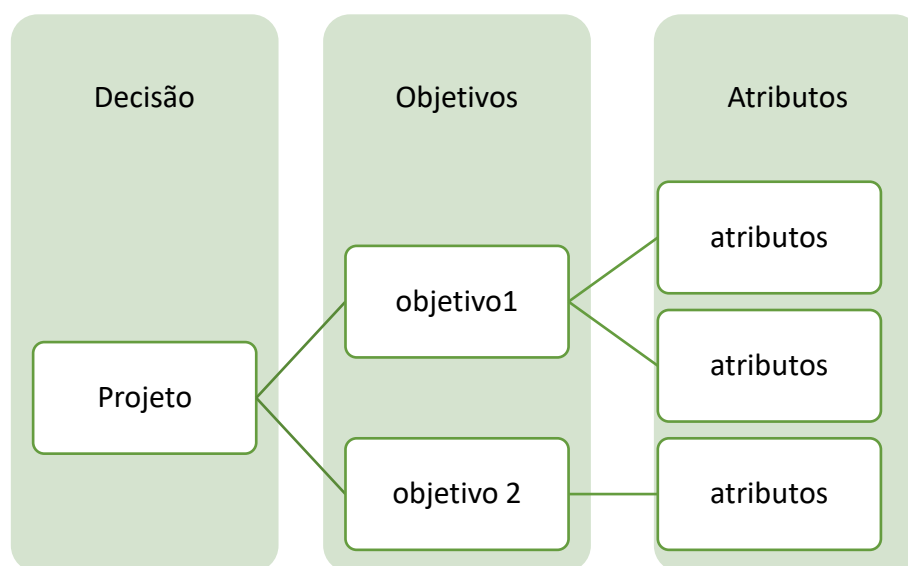 Decisão
Objetivos
Atributos
atributos
objetivo1
atributos
Projeto
objetivo 2
atributos